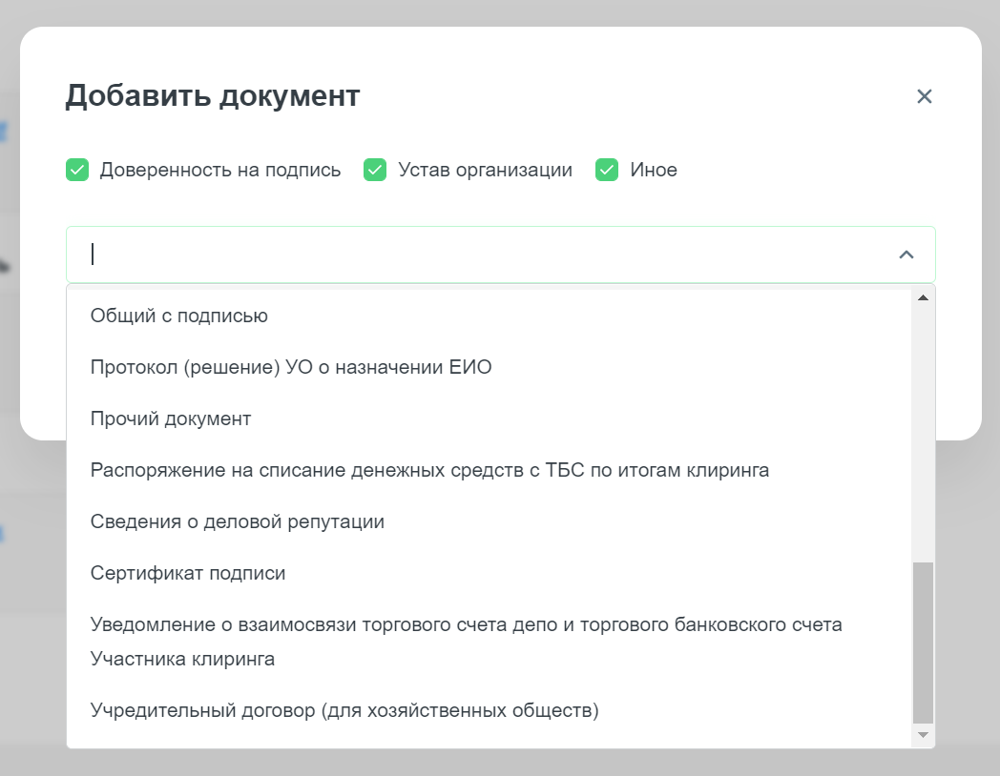 Добавить документ
Доверенность на подпись Устав организации Иное
Общий с подписью
Протокол (решение) УО о назначении ЕИО
Прочий документ
Распоряжение на списание денежных средств с ТБС по итогам клиринга
Сведения о деловой репутации
Сертификат подписи
Уведомление о взаимосвязи торгового счета депо и торгового банковского счета
Участника клиринга
Учредительный договор (для хозяйственных обществ)